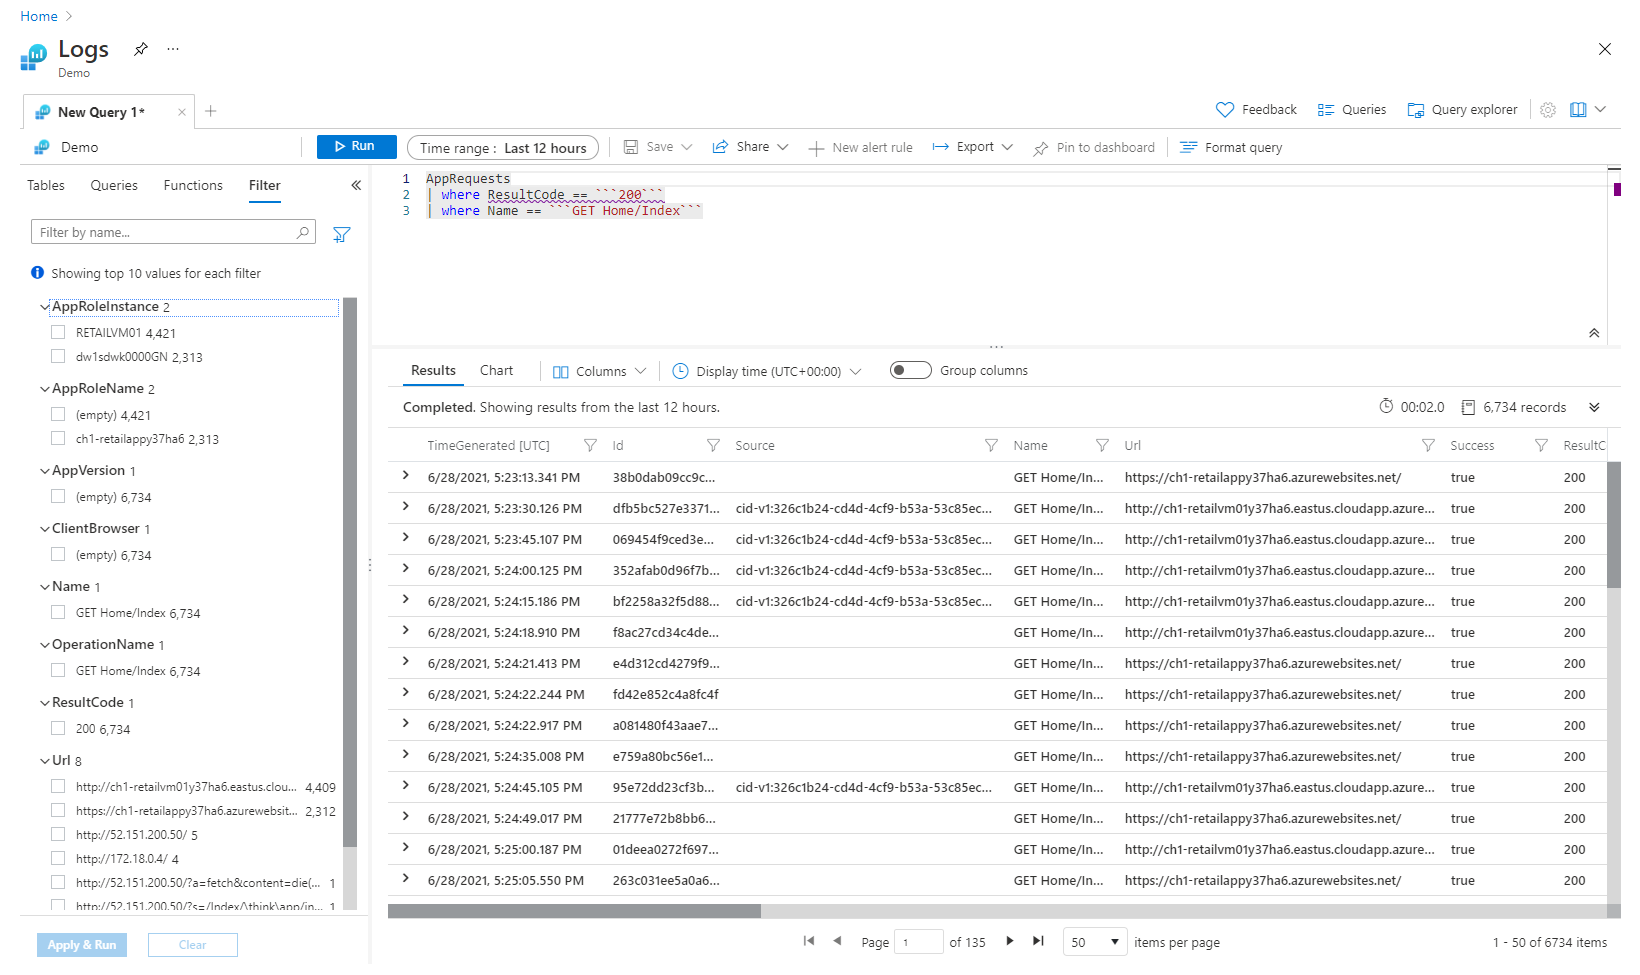 Home
Logs
Demo
New Query 1*
Feedback Queries Query explorer
Demo
Run Time range : Last 12 hours Save Share New alert rule Export Pin to dashboard Format query
Tables Queries Functions Filter
Filter by name...
Showing top 10 values for each filter
AppRoleInstance 2
RETAILVM01 4,421
dw1sdwk0000GN 2,313
AppRoleName 2
(empty) 4,421
ch1-retailappy37ha6 2,313
AppVersion 1
(empty) 6,734
ClientBrowser 1
(empty) 6,734
Name 1
GET Home/Index 6,734
OperationName 1
GET Home/Index 6,734
ResultCode 1
200 6,734
Url 8
http://ch1-retailvm01y37ha6.eastus.clou... 4,409
https://ch1-retailappy37ha6.azurewebsit... 2,312
http://52.151.200.50/ 5
http://172.18.0.4/ 4
http://52.151.200.50/?a=fetch&content=die(... 1
http://52.151.200.50/?s=/Index/\think\app/in... 1
Apply & Run Clear
1 AppRequests
2 | where ResultCode == ```200```
3 | where Name == ```GET Home/Index```
Results Chart Columns Display time (UTC+00:00) Group columns
Completed. Showing results from the last 12 hours. 00:02.0 6,734 records
TimeGenerated [UTC] Id Source Name Url Success ResultC
6/28/2021, 5:23:13.341 PM 38b0dab09cc9c... GET Home/In... https://ch1-retailappy37ha6.azurewebsites.net/ true 200
6/28/2021, 5:23:30.126 PM dfb5bc527e3371... cid-v1:326c1b24-cd4d-4cf9-b53a-53c85ec... GET Home/In... http://ch1-retailvm01y37ha6.eastus.cloudapp.azure... true 200
6/28/2021, 5:23:45.107 PM 069454f9ced3e... cid-v1:326c1b24-cd4d-4cf9-b53a-53c85ec... GET Home/In... http://ch1-retailvm01y37ha6.eastus.cloudapp.azure... true 200
6/28/2021, 5:24:00.125 PM 352afab0d96f7b... cid-v1:326c1b24-cd4d-4cf9-b53a-53c85ec... GET Home/In... http://ch1-retailvm01y37ha6.eastus.cloudapp.azure... true 200
6/28/2021, 5:24:15.186 PM bf2258a32f5d88... cid-v1:326c1b24-cd4d-4cf9-b53a-53c85ec... GET Home/In... http://ch1-retailvm01y37ha6.eastus.cloudapp.azure... true 200
6/28/2021, 5:24:18.910 PM f8ac27cd34c4de... GET Home/In... http://ch1-retailvm01y37ha6.eastus.cloudapp.azure... true 200
6/28/2021, 5:24:21.413 PM e4d312cd4279f9... GET Home/In... https://ch1-retailappy37ha6.azurewebsites.net/ true 200
6/28/2021, 5:24:22.244 PM fd42e852c4a8fc4f GET Home/In... https://ch1-retailappy37ha6.azurewebsites.net/ true 200
6/28/2021, 5:24:22.917 PM a081480f43aae7... GET Home/In... https://ch1-retailappy37ha6.azurewebsites.net/ true 200
6/28/2021, 5:24:35.008 PM e759a80bc56e1... GET Home/In... https://ch1-retailappy37ha6.azurewebsites.net/ true 200
6/28/2021, 5:24:45.105 PM 95e72dd23cf3b... cid-v1:326c1b24-cd4d-4cf9-b53a-53c85ec... GET Home/In... http://ch1-retailvm01y37ha6.eastus.cloudapp.azure... true 200
6/28/2021, 5:24:49.017 PM 21777e72b8bb6... GET Home/In... https://ch1-retailappy37ha6.azurewebsites.net/ true 200
6/28/2021, 5:25:00.187 PM 01deea0272f697... GET Home/In... http://ch1-retailvm01y37ha6.eastus.cloudapp.azure... true 200
6/28/2021, 5:25:05.550 PM 263c031ee5a0a6... GET Home/In... https://ch1-retailappy37ha6.azurewebsites.net/ true 200
Page 1 of 135 50 items per page 1 - 50 of 6734 items